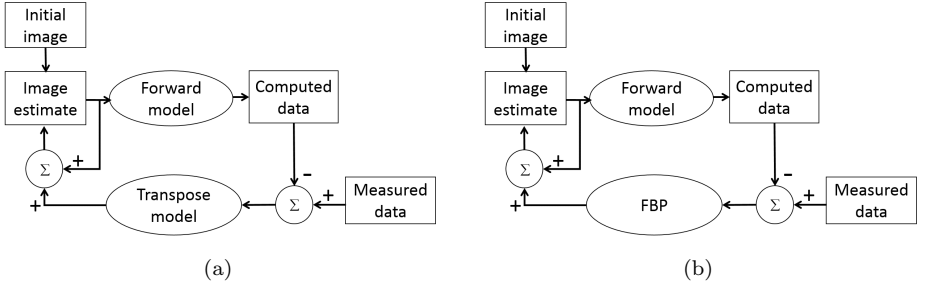 Initial
image
Image
estimate
Forward
model
Computed
data
Σ
+
-
+
Transpose
model
Σ
+
Measured
data
(a)
Initial
image
Image
estimate
Forward
model
Computed
data
Σ
+
-
+
FBP
Σ
+
Measured
data
(b)